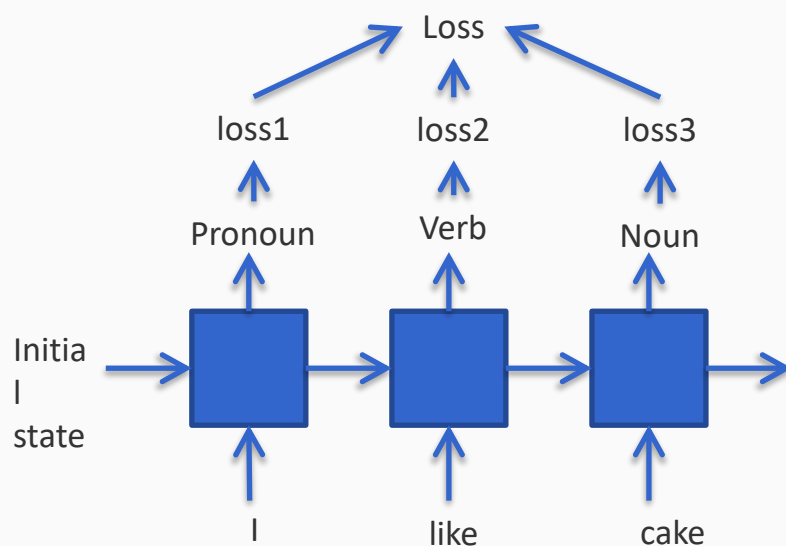 Loss
loss1 loss2 loss3
Pronoun Verb Noun
Initia
l
state
I like cake